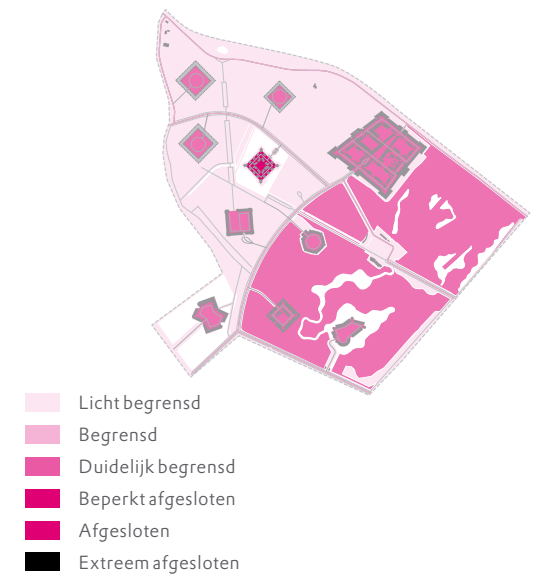 Licht begrensd
Begrensd
Duidelijk begrensd
Beperkt afgesloten
Afgesloten
Extreem afgesloten